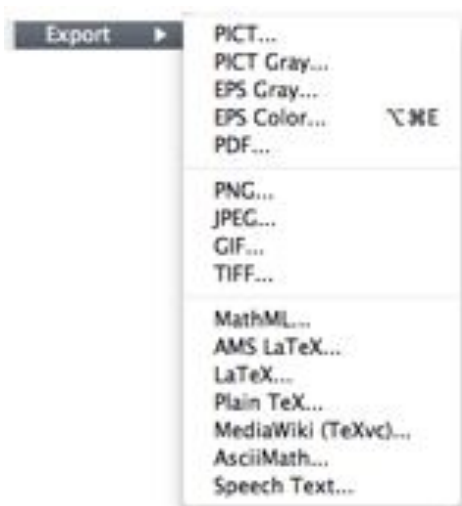 Export ▶
PICT...
PICT Gray...
EPS Gray...
EPS Color... ⌥⌘E
PDF...
PNG...
JPEG...
GIF...
TIFF...
MathML...
AMS LaTeX...
LaTeX...
Plain TeX...
MediaWiki (TeXvc)...
AsciiMath...
Speech Text...